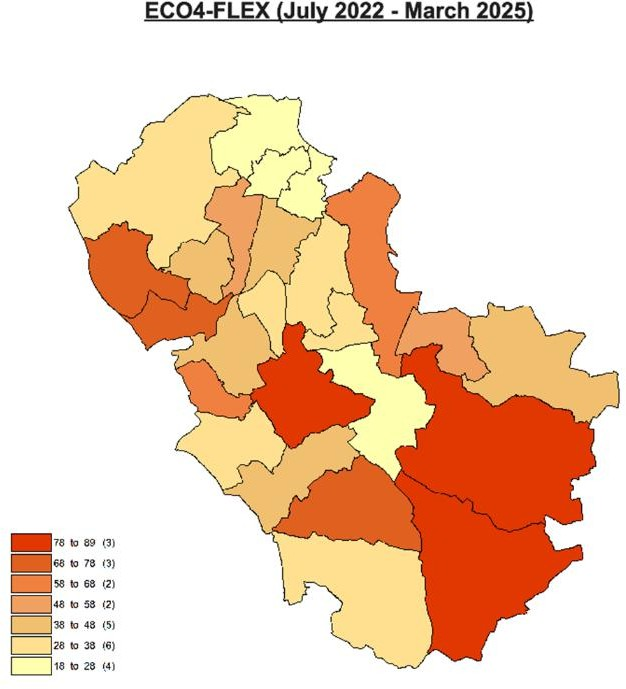 ECO4-FLEX (July 2022 - March 2025)
78 to 89 (3)
68 to 78 (3)
58 to 68 (2)
48 to 58 (2)
38 to 48 (5)
28 to 38 (6)
18 to 28 (4)